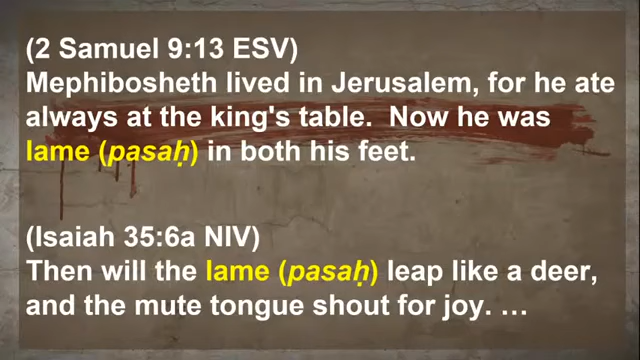 (2 Samuel 9:13 ESV)
Mephibosheth lived in Jerusalem, for he ate
always at the king's table.  Now he was
lame (pasaḥ) in both his feet.
(Isaiah 35:6a NIV)
Then will the lame (pasaḥ) leap like a deer,
and the mute tongue shout for joy. …